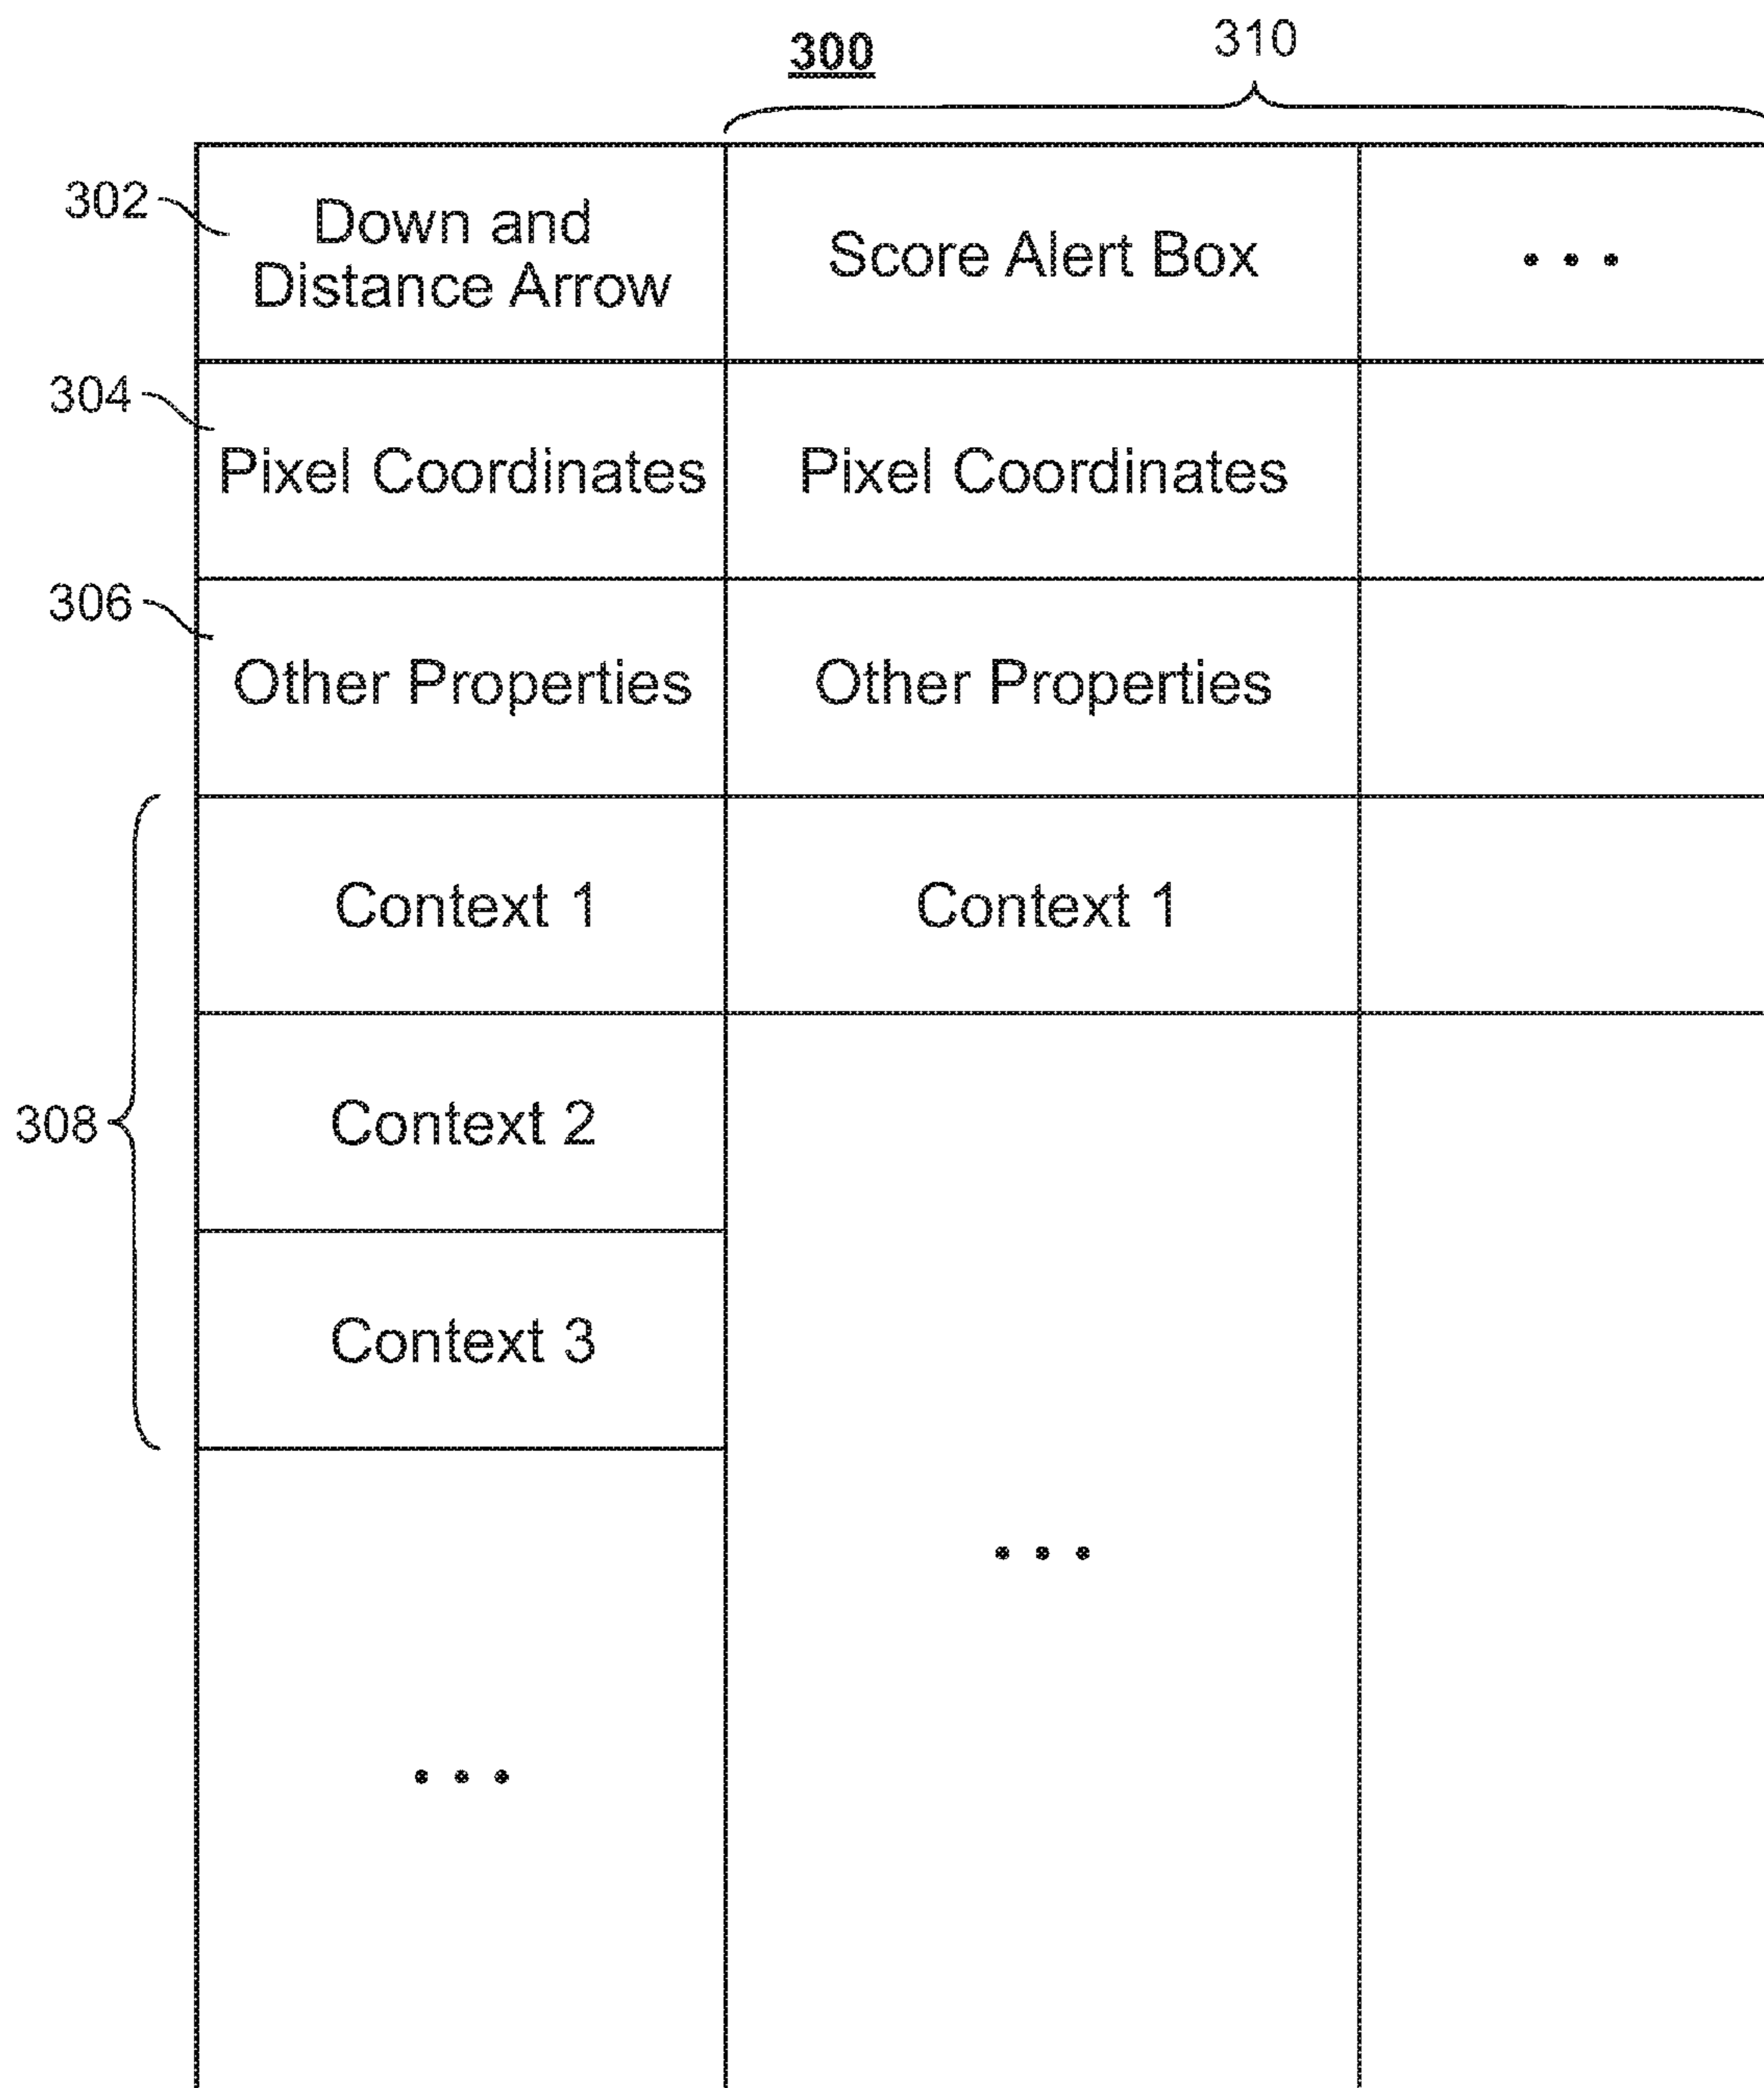 300
310
302
Down and
Distance Arrow
Score Alert Box
...
304
Pixel Coordinates
Pixel Coordinates
306
Other Properties
Other Properties
308
Context 1
Context 1
Context 2
Context 3
...
...